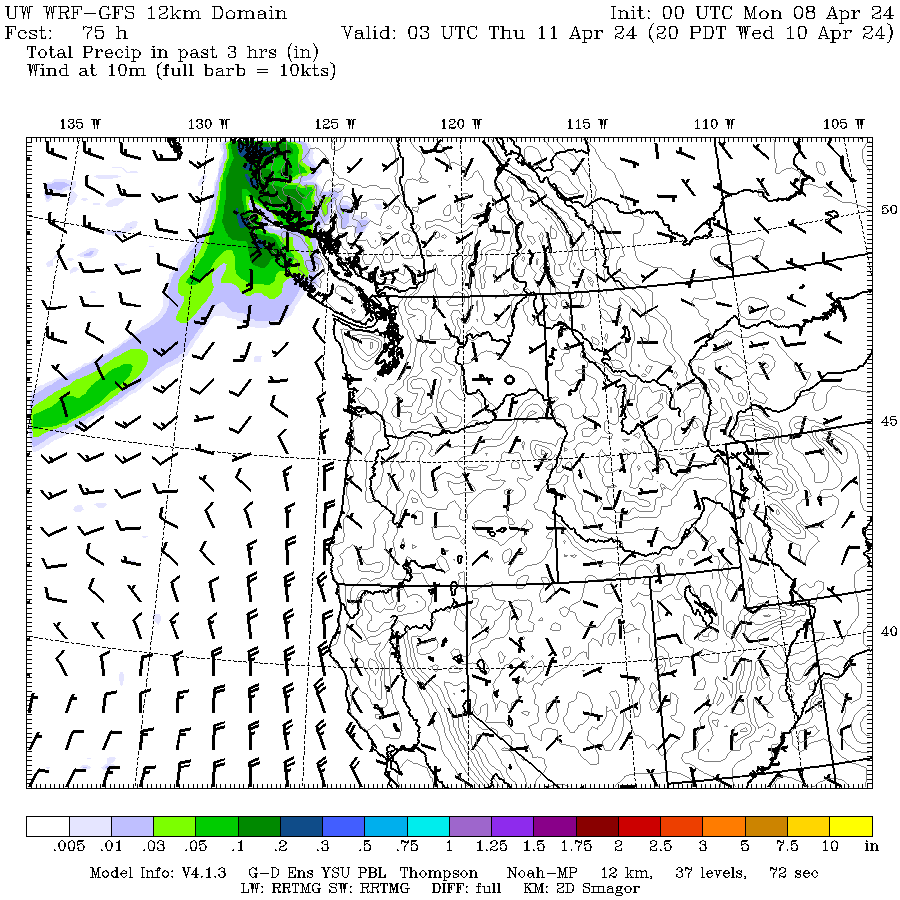 UW WRF-GFS 12km Domain Init: 00 UTC Mon 08 Apr 24
Fcst: 75 h Valid: 03 UTC Thu 11 Apr 24 (20 PDT Wed 10 Apr 24)
Total Precip in past 3 hrs (in)
Wind at 10m (full barb = 10kts)
135 W 130 W 125 W 120 W 115 W 110 W 105 W
50
45
40
.005 .01 .03 .05 .1 .2 .3 .5 .75 1 1.25 1.5 1.75 2 2.5 3 5 7.5 10 in
Model Info: V4.1.3 G-D Ens YSU PBL Thompson Noah-MP 12 km, 37 levels, 72 sec
LW: RRTMG SW: RRTMG DIFF: full KM: 2D Smagor